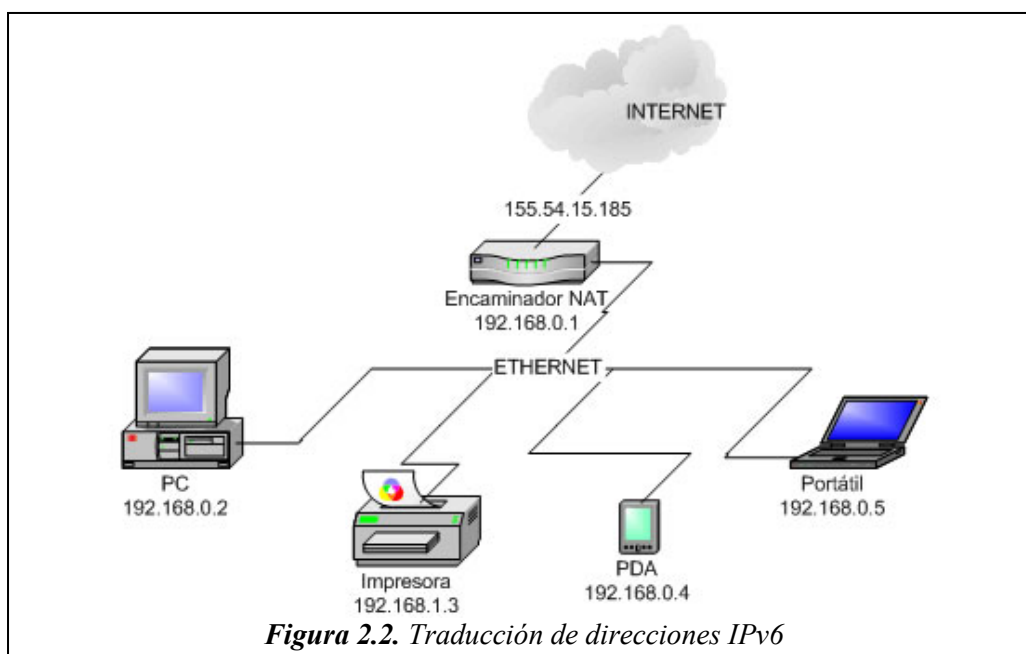 INTERNET
155.54.15.185
Encaminador NAT
192.168.0.1
ETHERNET
PC
192.168.0.2
Impresora
192.168.1.3
PDA
192.168.0.4
Portátil
192.168.0.5
Figura 2.2. Traducción de direcciones IPv6